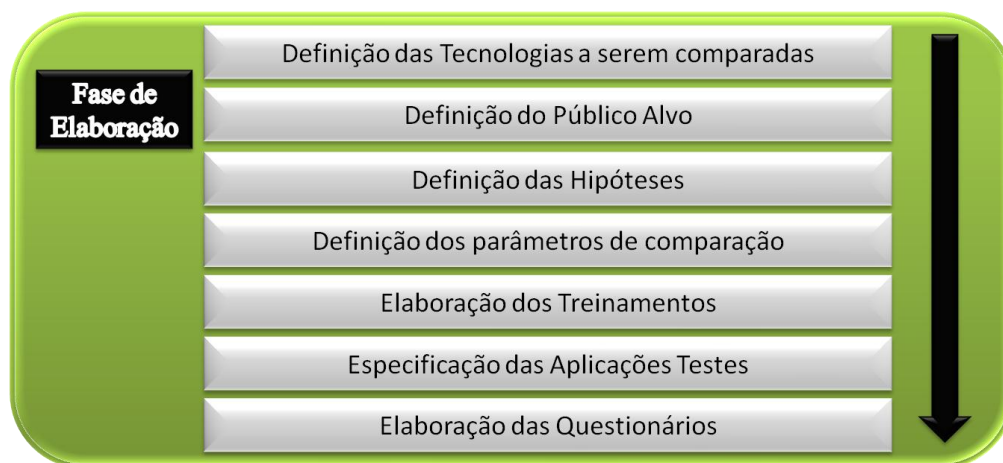 Definição das Tecnologias a serem comparadas
Fase de
Elaboração
Definição do Público Alvo
Definição das Hipóteses
Definição dos parâmetros de comparação
Elaboração dos Treinamentos
Especificação das Aplicações Testes
Elaboração das Questionários